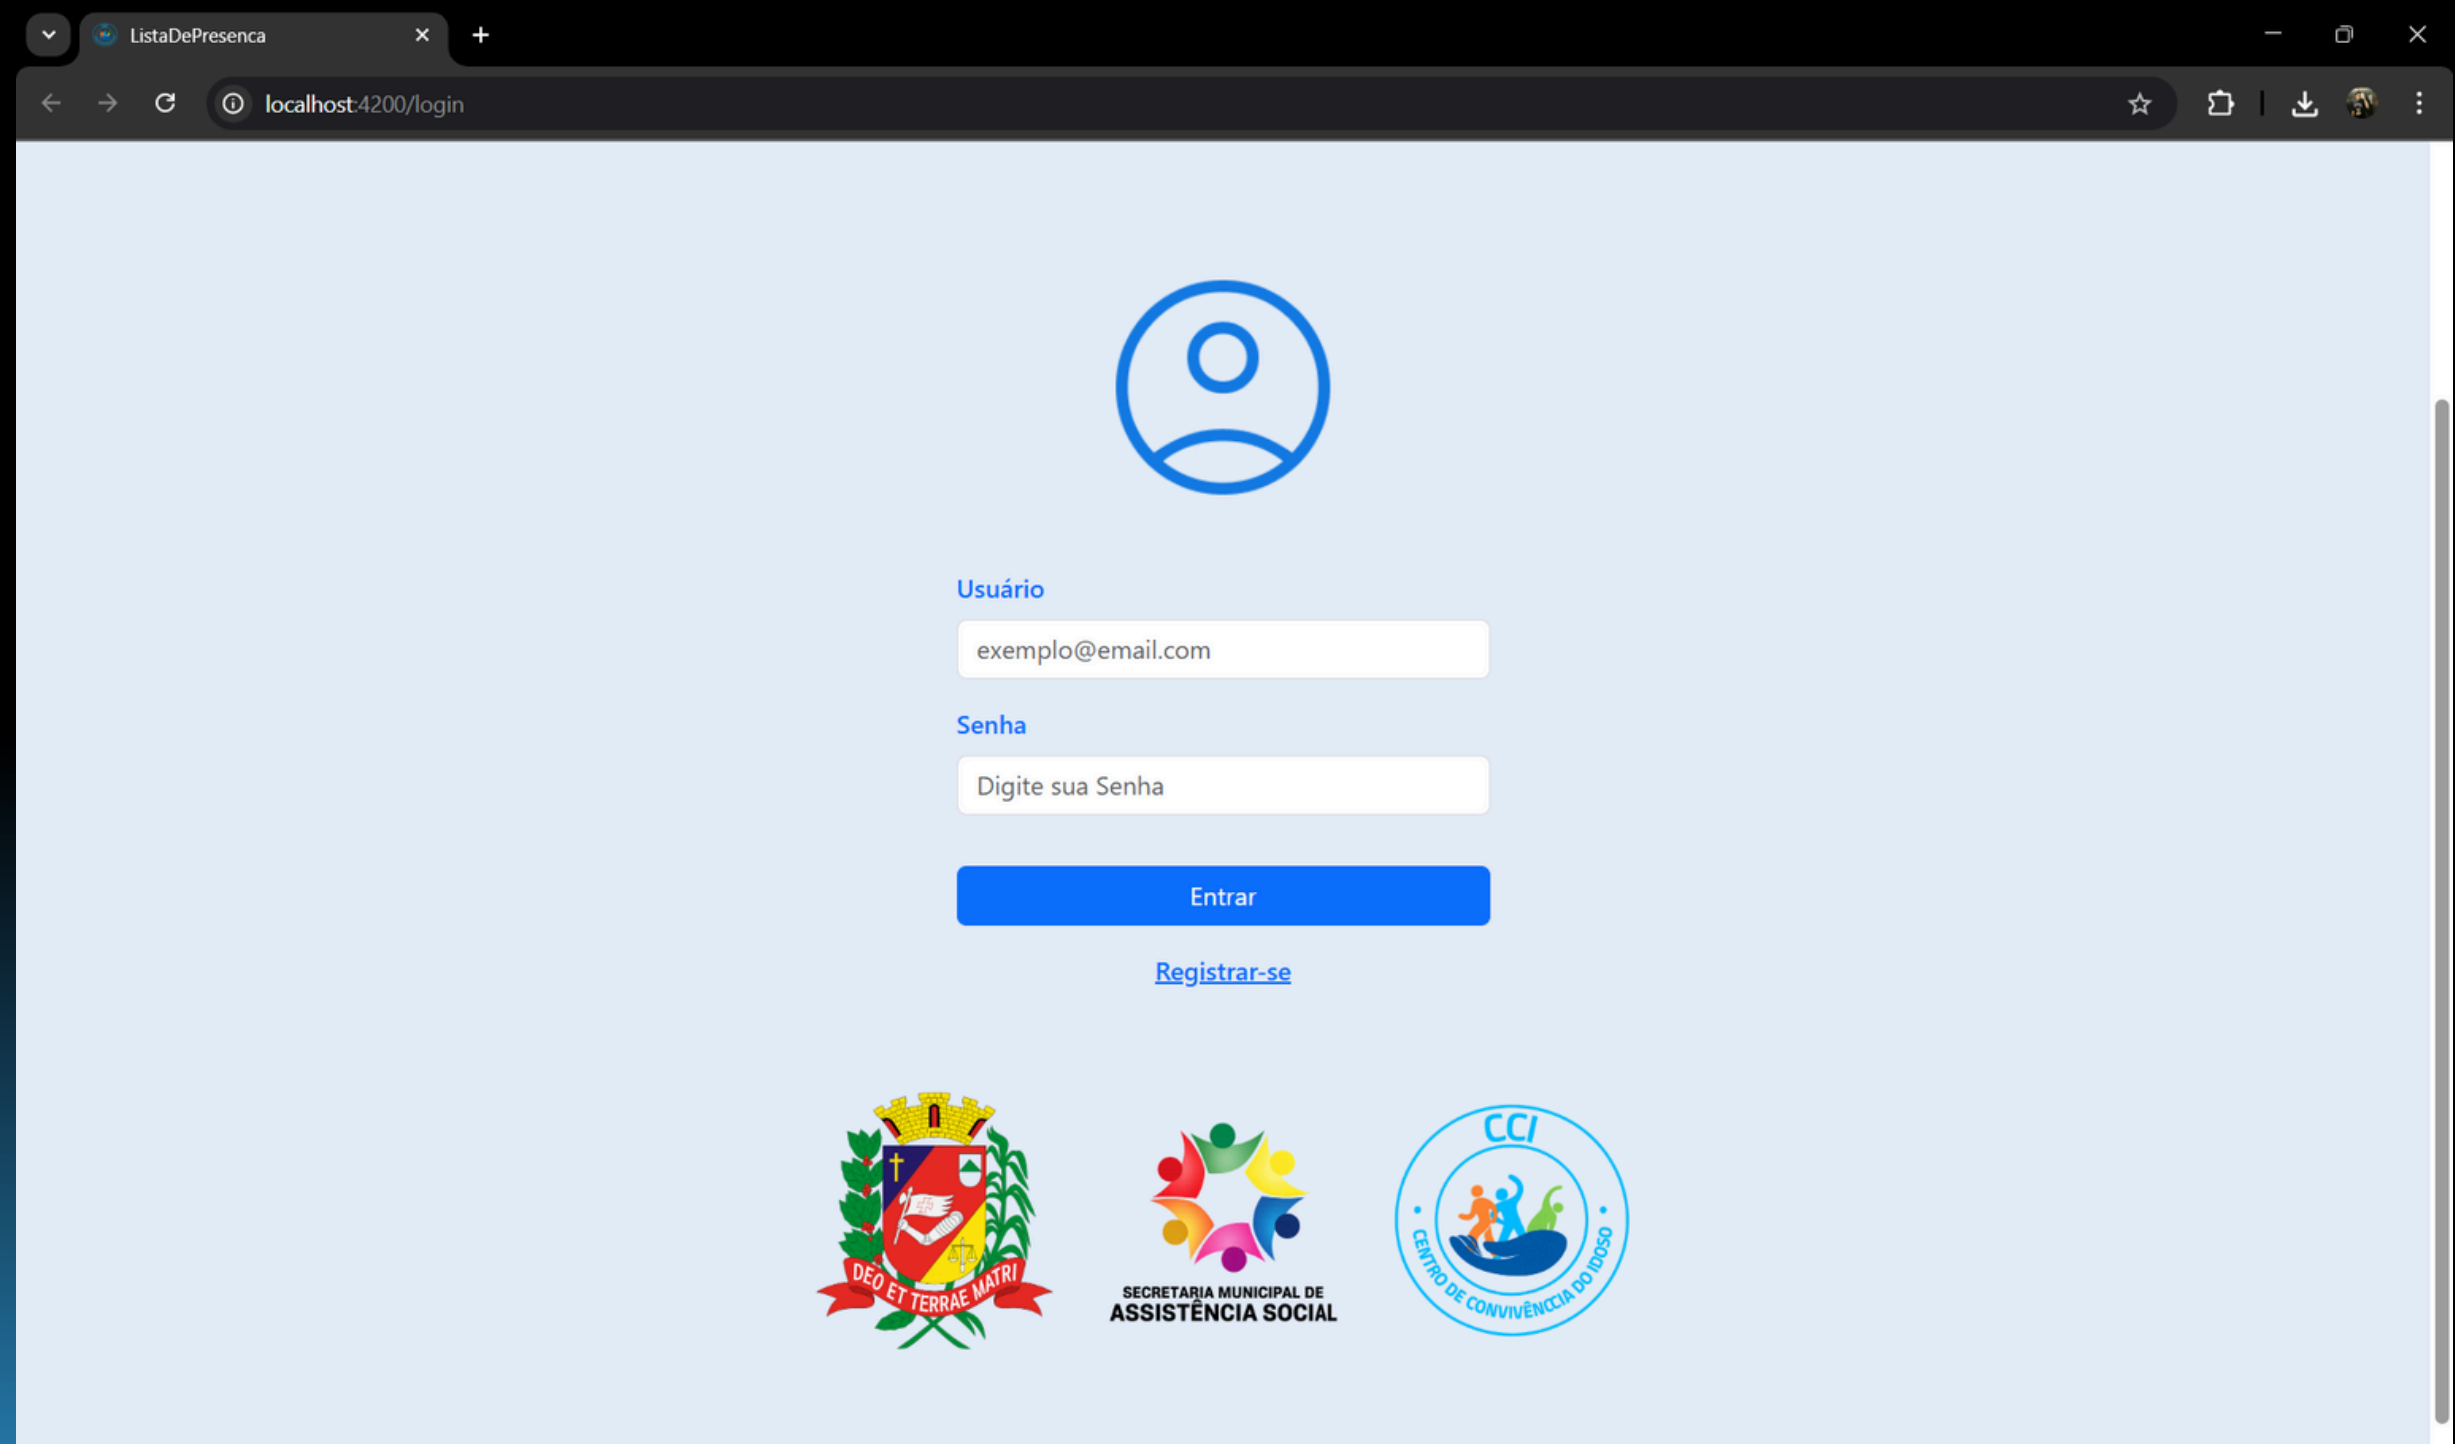 ListaDePresenca
localhost:4200/login
Usuário
exemplo@email.com
Senha
Digite sua Senha
Entrar
Registrar-se
DEO ET TERRAE MATRI
SECRETARIA MUNICIPAL DE
ASSISTÊNCIA SOCIAL
CCI
• CENTRO DE CONVIVÊNCCIA DO IDOSO •